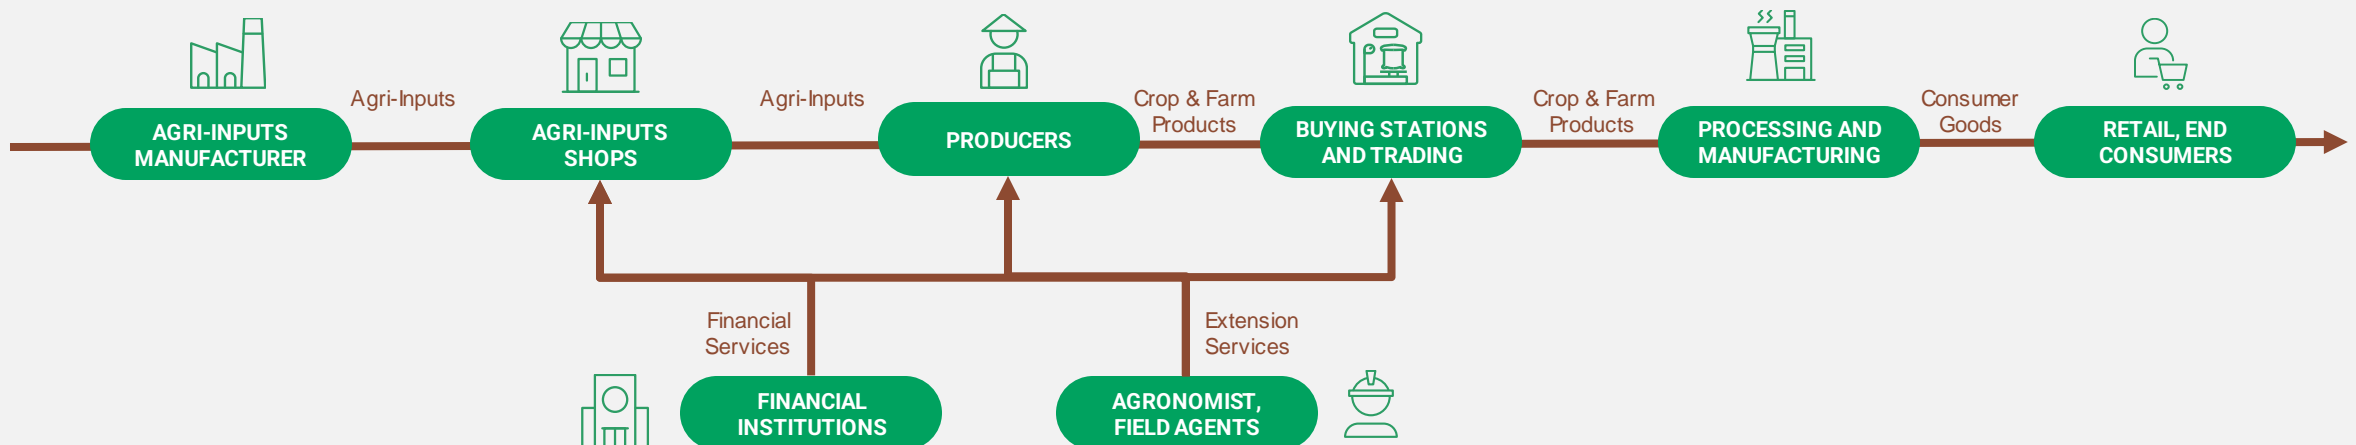 Agri-Inputs
Agri-Inputs
Crop & Farm
Products
Crop & Farm
Products
Consumer
Goods
AGRI-INPUTS
MANUFACTURER
AGRI-INPUTS
SHOPS
PRODUCERS
BUYING STATIONS
AND TRADING
PROCESSING AND
MANUFACTURING
RETAIL, END
CONSUMERS
Financial
Services
Extension
Services
FINANCIAL
INSTITUTIONS
AGRONOMIST,
FIELD AGENTS